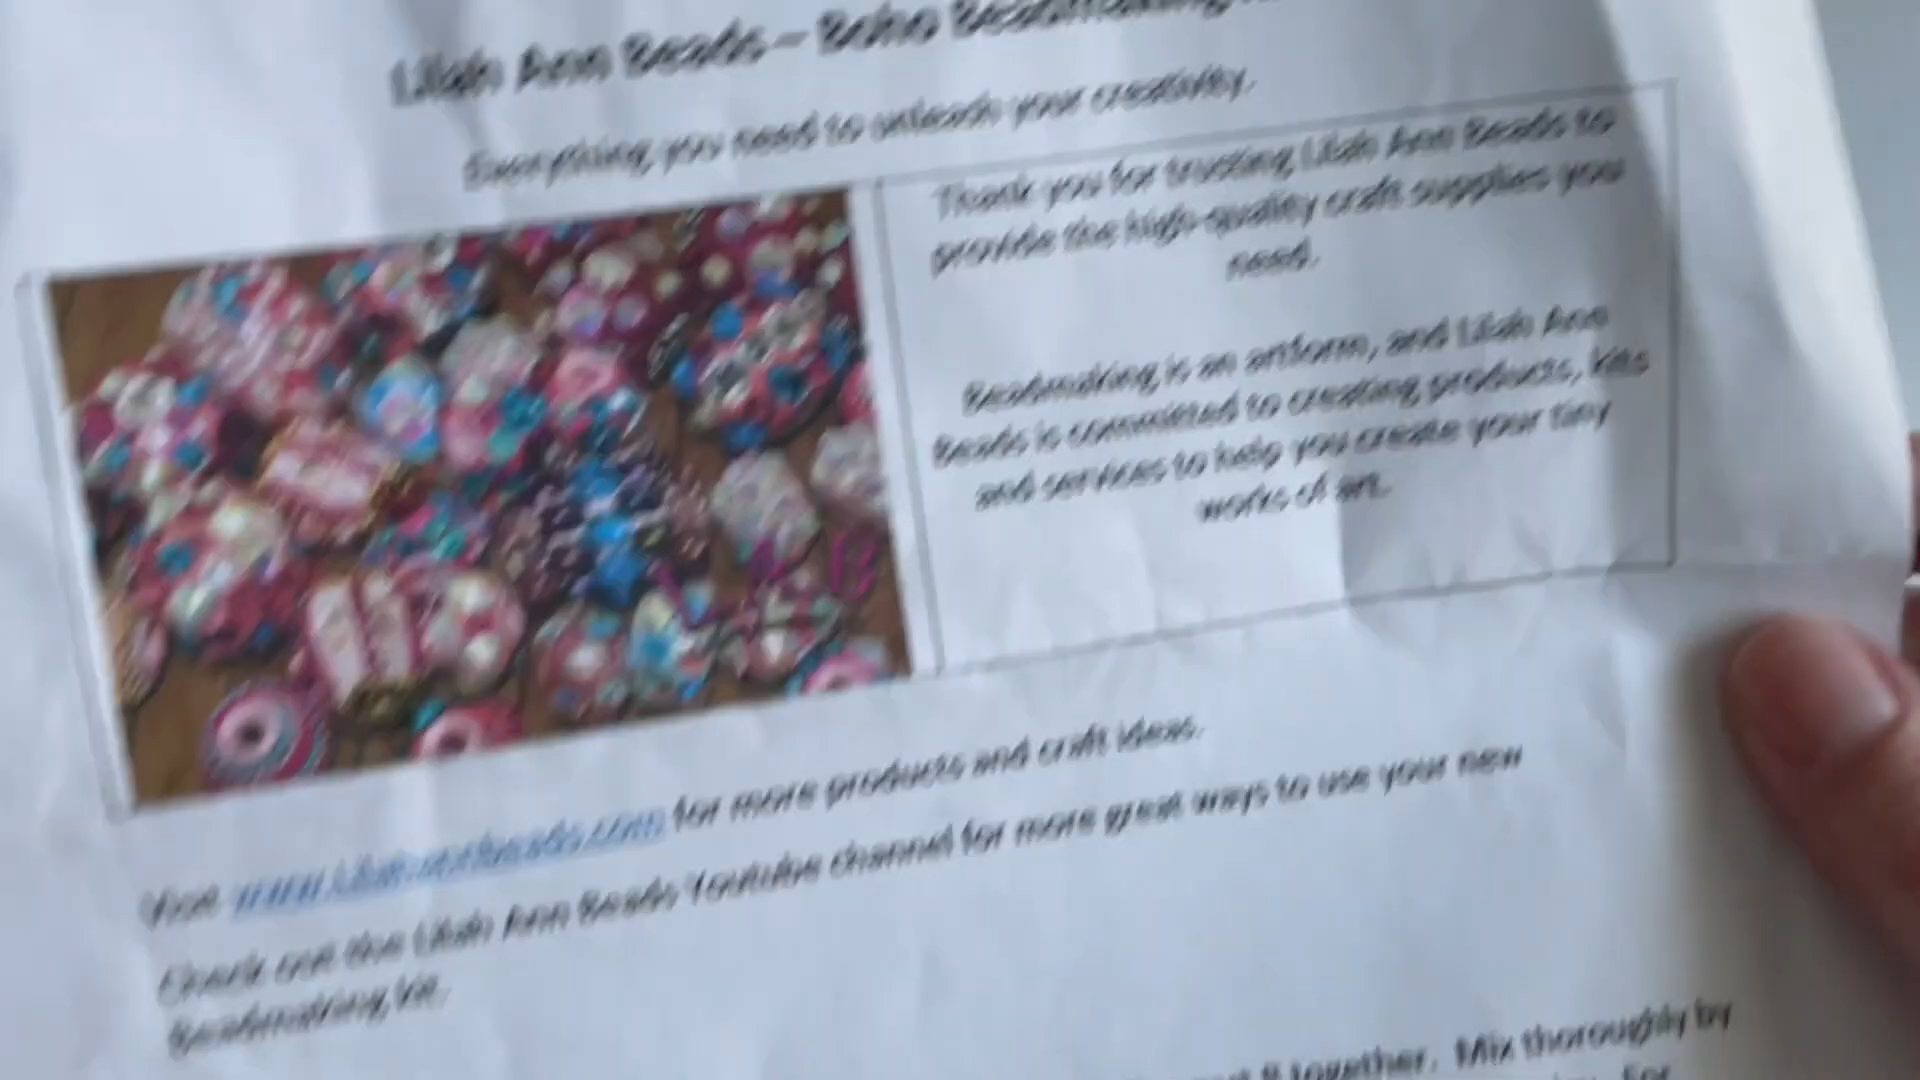 Lilah Ann Beads – Boho Beadmaking
Everything you need to unleash your creativity.
Thank you for trusting Lilah Ann Beads to
provide the high-quality craft supplies you
need.
Beadmaking is an artform, and Lilah Ann
Beads is committed to creating products, kits
and services to help you create your tiny
works of art.
Visit www.lilahannbeads.com for more products and craft ideas.
Check out the Lilah Ann Beads Youtube channel for more great ways to use your new
Beadmaking kit.
B together. Mix thoroughly by
For